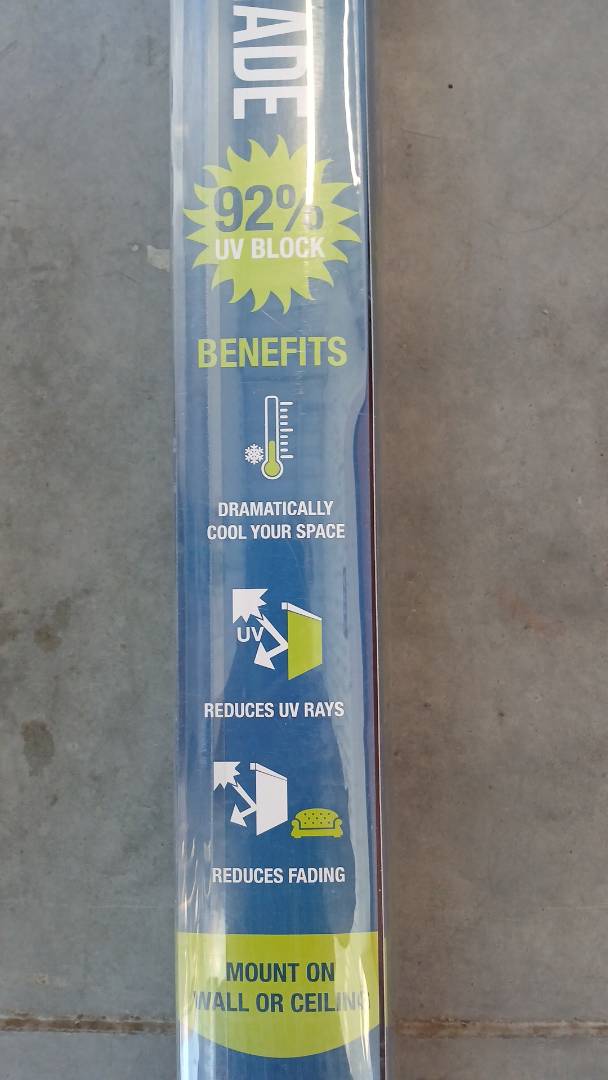 ADE
92%
UV BLOCK
BENEFITS
DRAMATICALLY
COOL YOUR SPACE
UV
REDUCES UV RAYS
REDUCES FADING
MOUNT ON
WALL OR CEILING